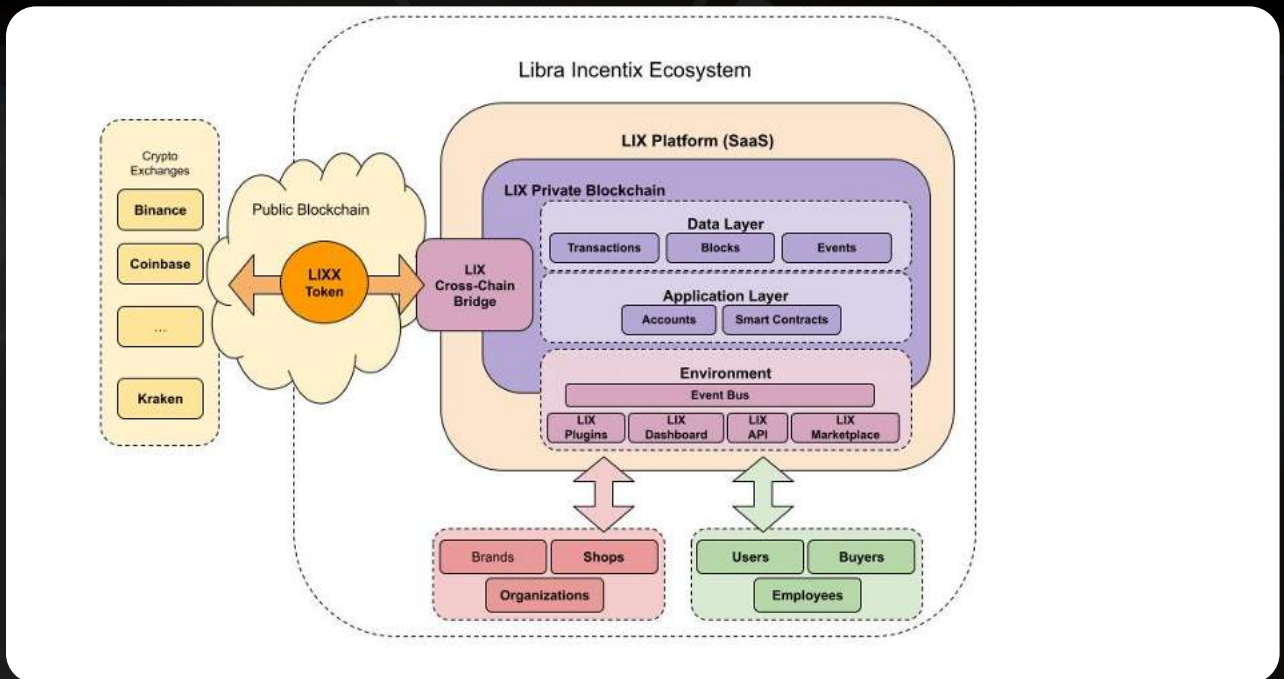 Libra Incentix Ecosystem
Crypto
Exchanges
Binance
Coinbase
...
Kraken
Public Blockchain
LIXX
Token
LIX
Cross-Chain
Bridge
LIX Platform (SaaS)
LIX Private Blockchain
Data Layer
Transactions
Blocks
Events
Application Layer
Accounts
Smart Contracts
Environment
Event Bus
LIX
Plugins
LIX
Dashboard
LIX
API
LIX
Marketplace
Brands
Shops
Organizations
Users
Buyers
Employees